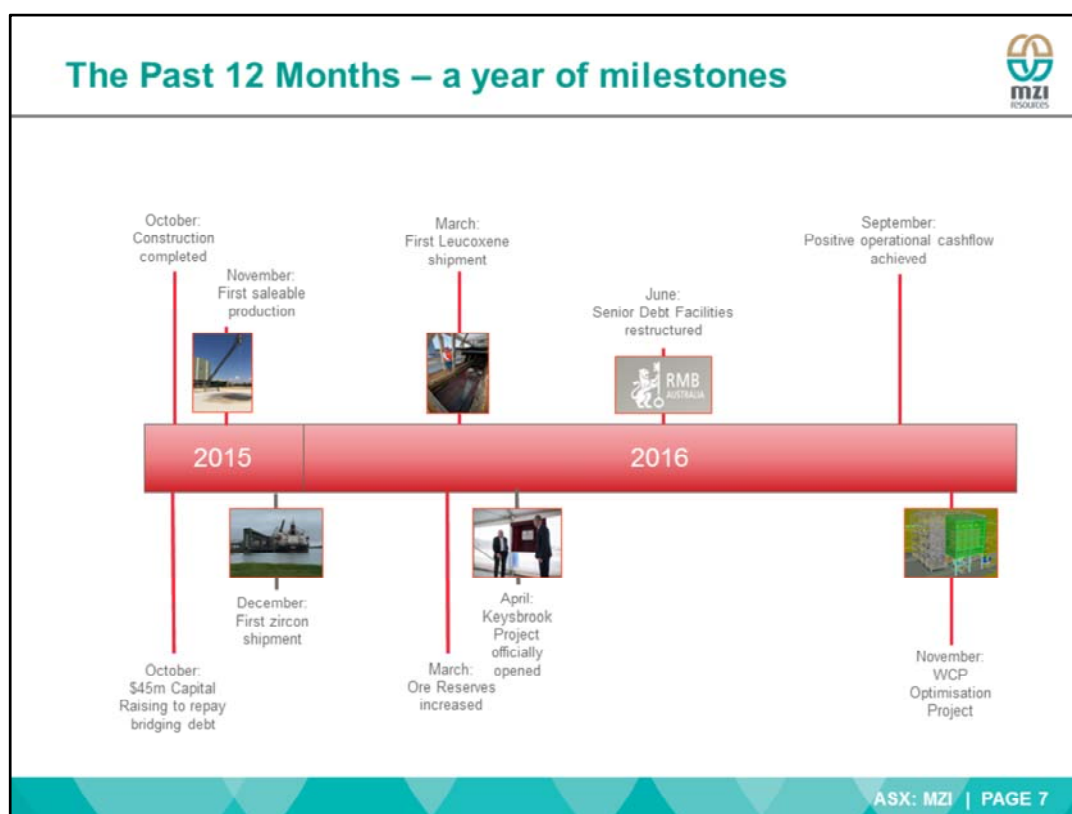 The Past 12 Months – a year of milestones
mzı
RESOURCES
October:
Construction
completed
November:
First saleable
production
March:
First Leucoxene
shipment
June:
Senior Debt Facilities
restructured
September:
Positive operational cashflow
achieved
RMB
AUSTRALIA
2015
2016
December:
First zircon
shipment
October:
$45m Capital
Raising to repay
bridging debt
March:
Ore Reserves
increased
April:
Keysbrook
Project
officially
opened
November:
WCP
Optimisation
Project
ASX: MZI | PAGE 7